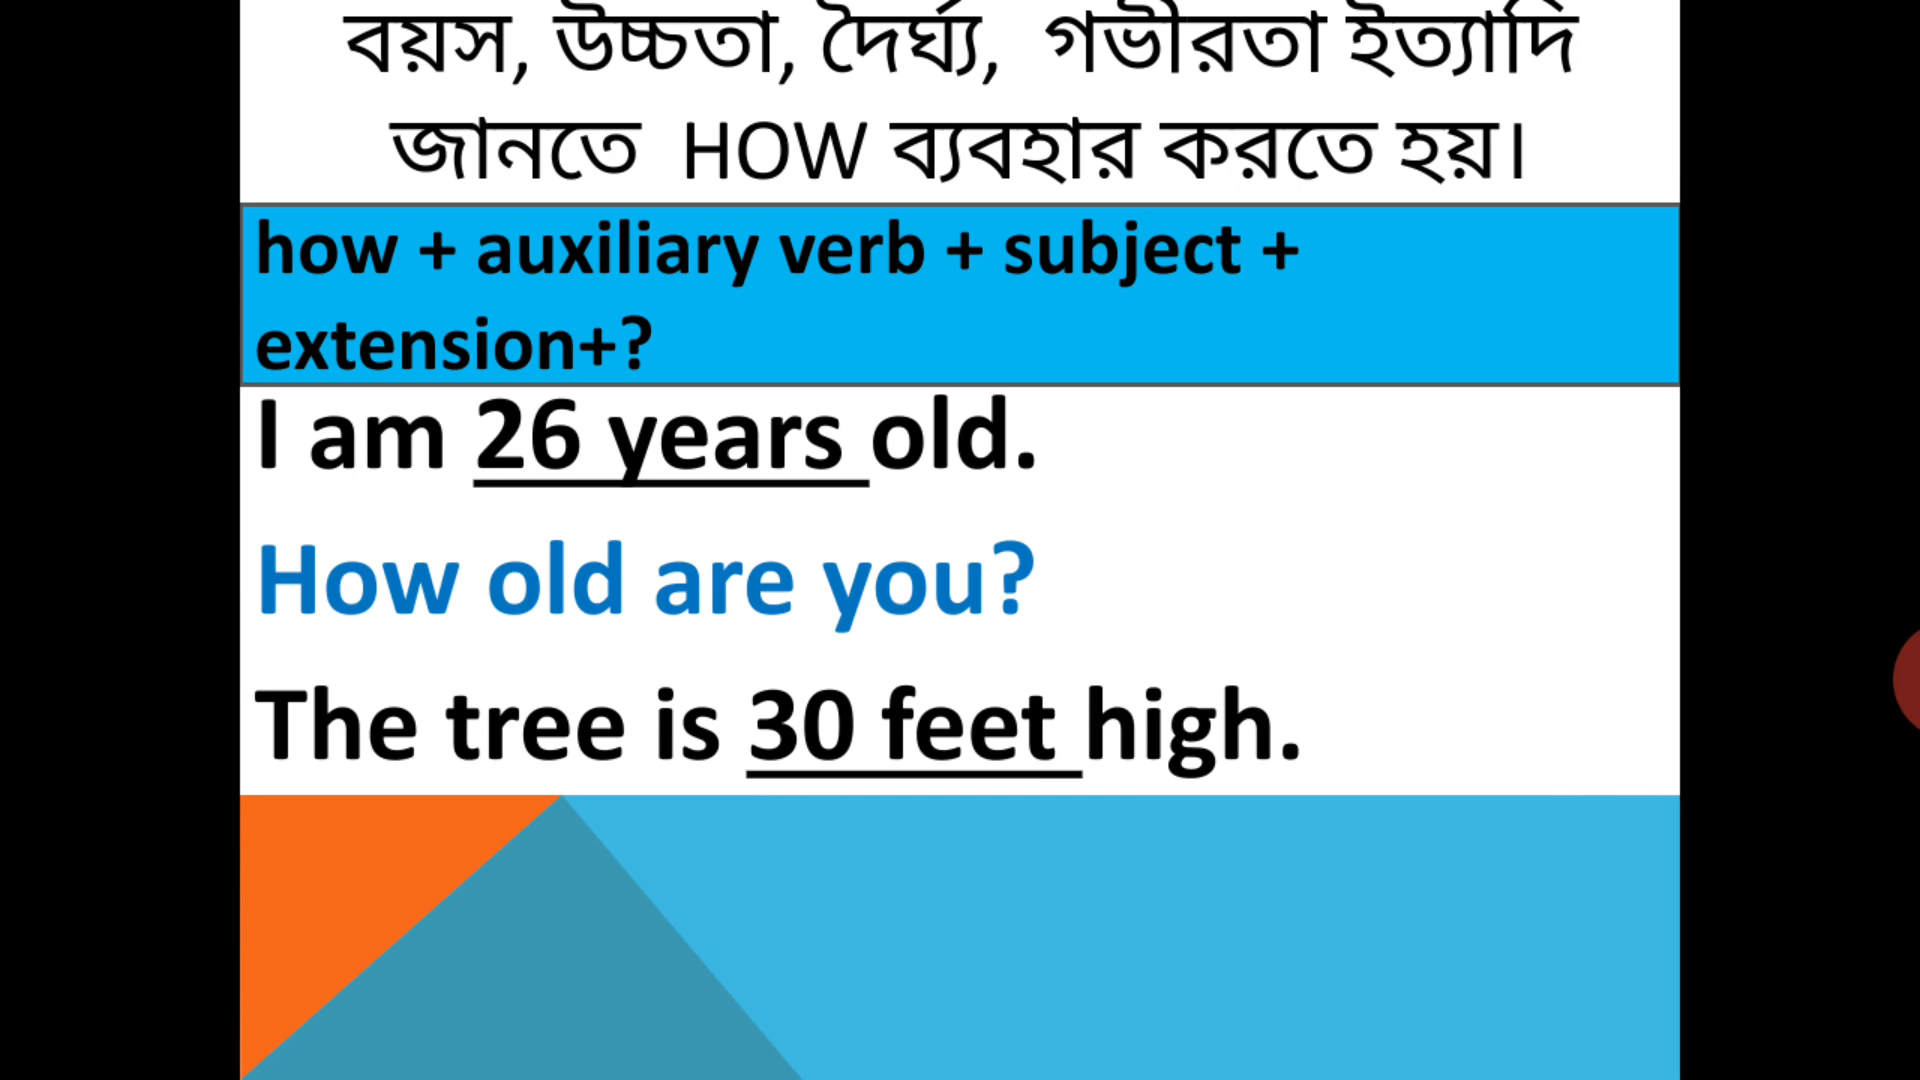 বয়স, উচ্চতা, দৈর্ঘ্য, গভীরতা ইত্যাদি
জানতে HOW ব্যবহার করতে হয়।
how + auxiliary verb + subject +
extension+?
I am 26 years old.
How old are you?
The tree is 30 feet high.